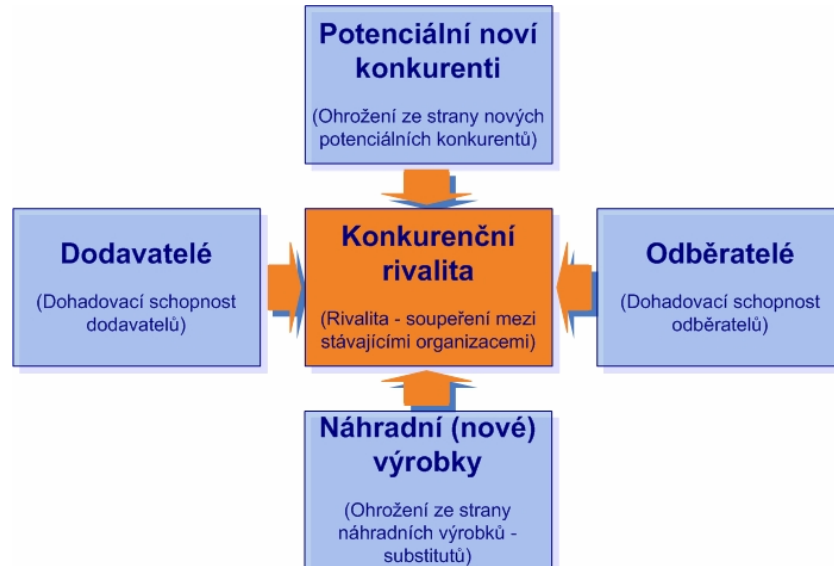 Potenciální noví
konkurenti
(Ohrožení ze strany nových
potenciálních konkurentů)
Dodavatelé
(Dohadovací schopnost
dodavatelů)
Konkurenční
rivalita
(Rivalita - soupeření mezi
stávajícími organizacemi)
Odběratelé
(Dohadovací schopnost
odběratelů)
Náhradní (nové)
výrobky
(Ohrožení ze strany
náhradních výrobků -
substitutů)